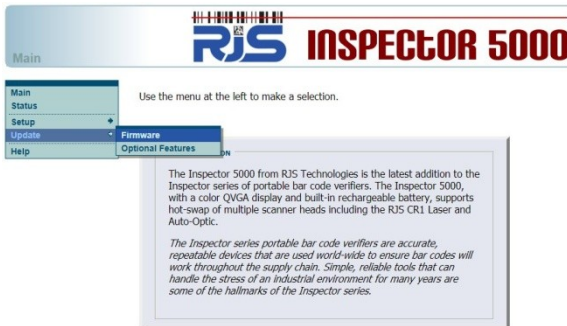 RJS INSPECTOR 5000
Main
Main
Status
Setup
Update
Help
Firmware
Optional Features
Use the menu at the left to make a selection.
ON
The Inspector 5000 from RJS Technologies is the latest addition to the
Inspector series of portable bar code verifiers. The Inspector 5000,
with a color QVGA display and built-in rechargeable battery, supports
hot-swap of multiple scanner heads including the RJS CR1 Laser and
Auto-Optic.
The Inspector series portable bar code verifiers are accurate,
repeatable devices that are used world-wide to ensure bar codes will
work throughout the supply chain. Simple, reliable tools that can
handle the stress of an industrial environment for many years are
some of the hallmarks of the Inspector series.